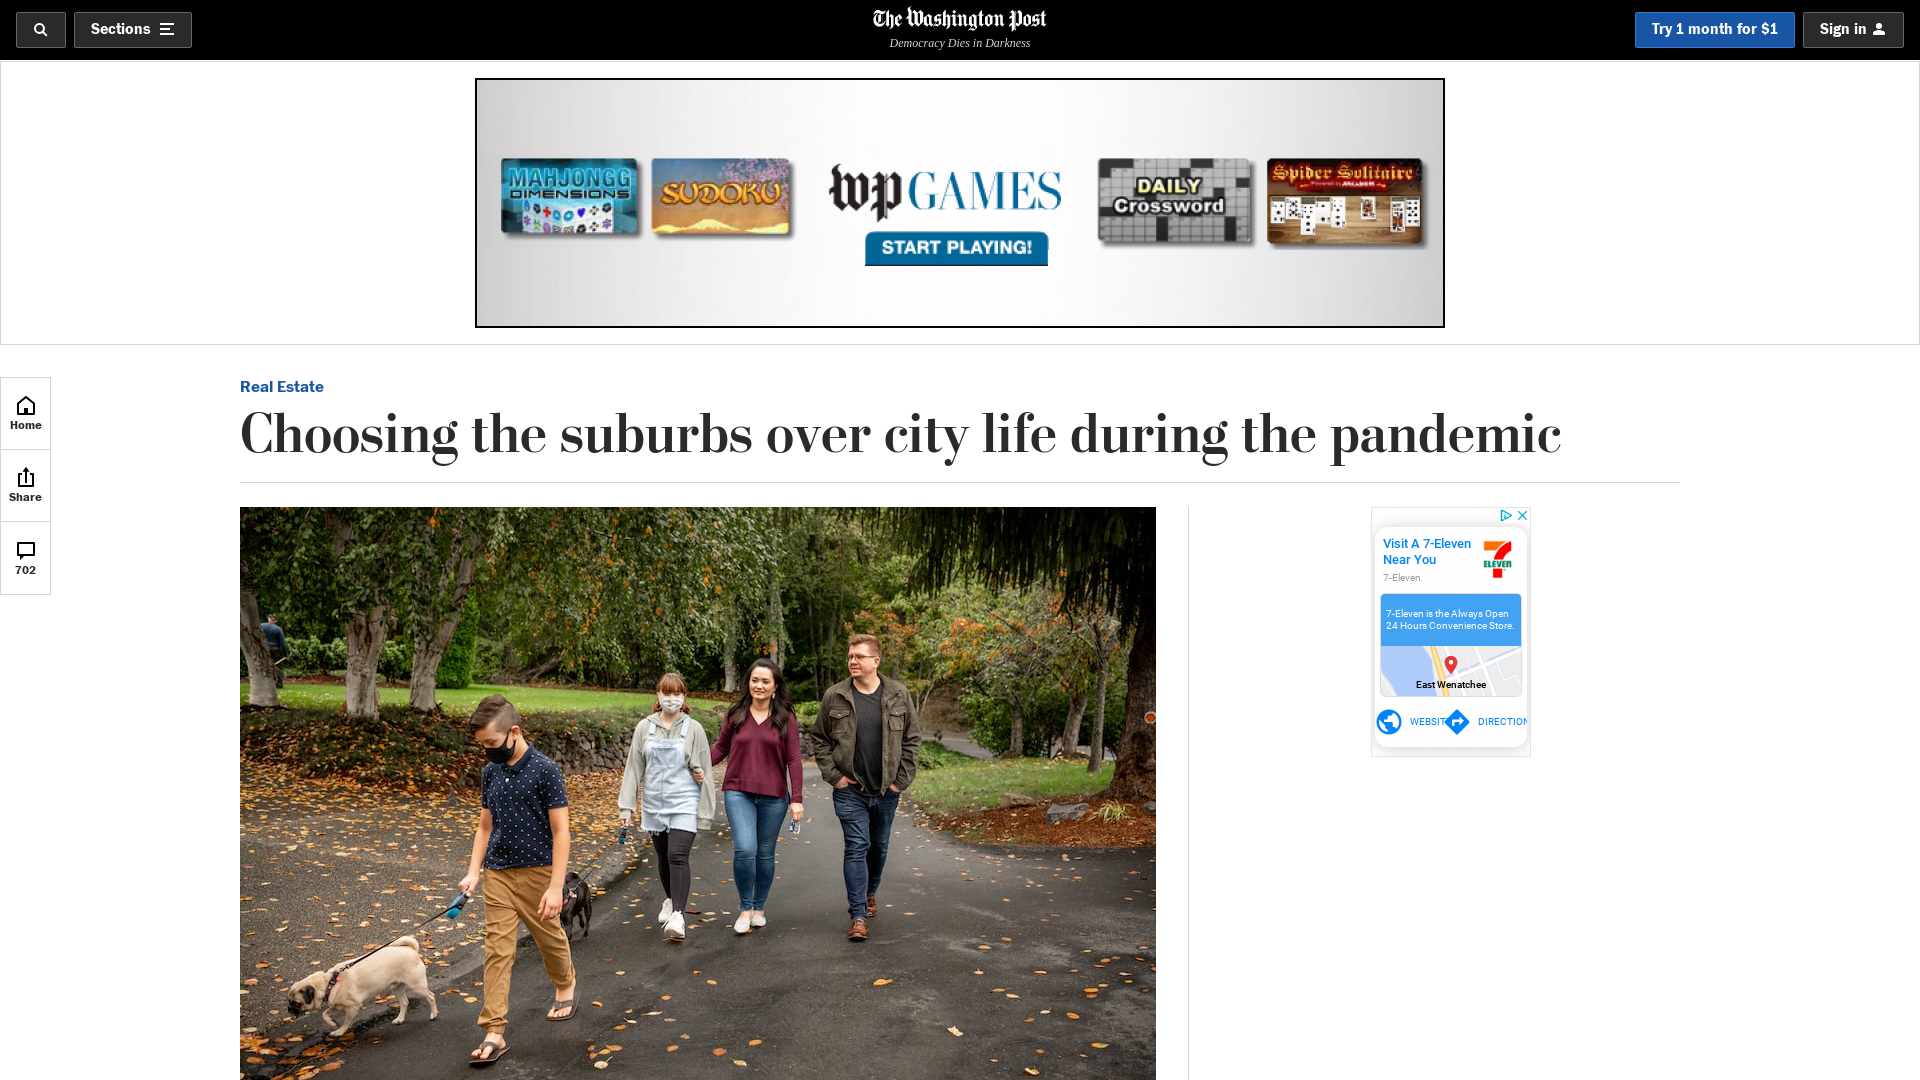 Sections
The Washington Post
Democracy Dies in Darkness
Try 1 month for $1
Sign in
MAHJONGG
DIMENSIONS
SUDOKU
wp GAMES
START PLAYING!
DAILY
Crossword
Spider Solitaire
Home
Share
702
Real Estate
Choosing the suburbs over city life during the pandemic
Visit A 7-Eleven
Near You
7-Eleven
7
ELEVEN
7-Eleven is the Always Open
24 Hours Convenience Store.
East Wenatchee
WEBSIT
DIRECTION